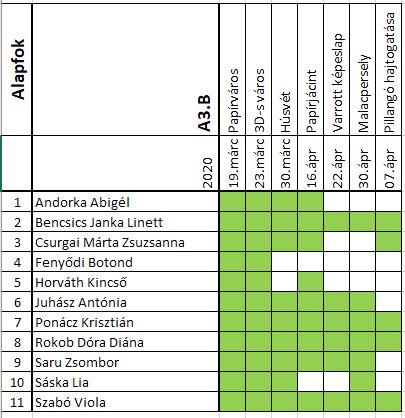 Alapfok
A3.B
2020
19.márc Papírváros
23.márc 3D-s város
30.márc Húsvét
16.ápr Papírjácint
22.ápr Varrott képeslap
30.ápr Malacpersely
07.ápr Pillangó hajtogatása
1 Andorka Abigél
2 Bencsics Janka Linett
3 Csurgai Márta Zsuzsanna
4 Fenyődi Botond
5 Horváth Kincső
6 Juhász Antónia
7 Ponácz Krisztián
8 Rokob Dóra Diána
9 Saru Zsombor
10 Sáska Lia
11 Szabó Viola